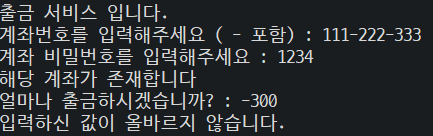 출금 서비스 입니다.
계좌번호를 입력해주세요 ( - 포함) : 111-222-333
계좌 비밀번호를 입력해주세요 : 1234
해당 계좌가 존재합니다
얼마나 출금하시겠습니까? : -300
입력하신 값이 올바르지 않습니다.